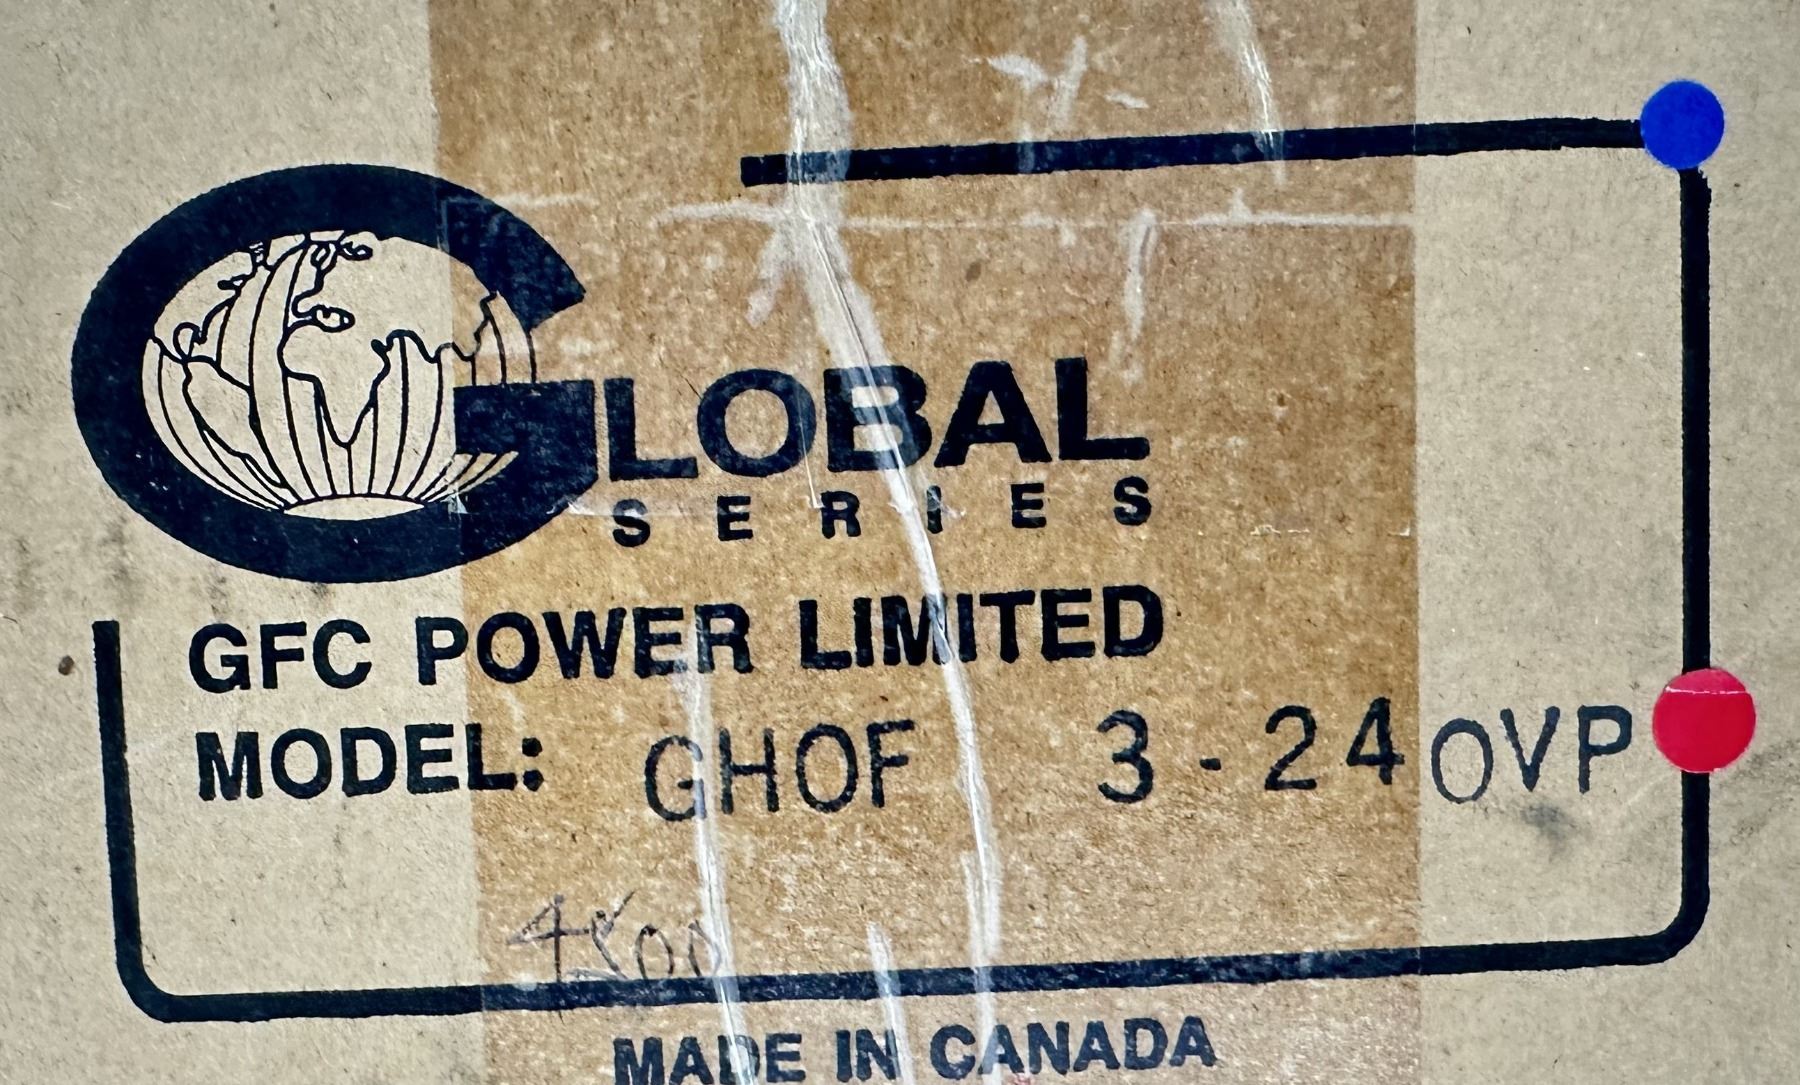 GLOBAL
SERIES
GFC POWER LIMITED
MODEL: GHOF 3-24 OVP
4800
MADE IN CANADA